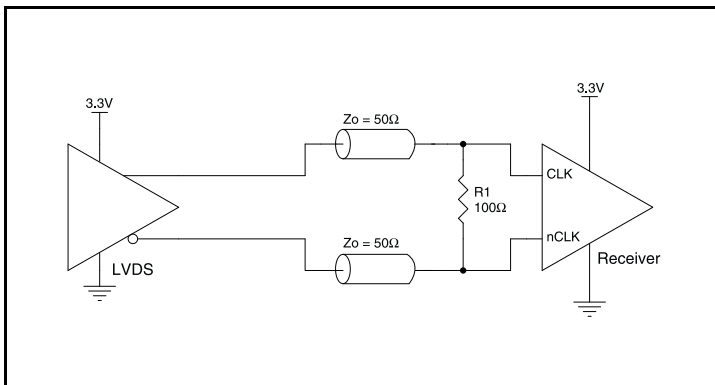 3.3V
3.3V
Zo = 50Ω
CLK
R1
100Ω
Zo = 50Ω
nCLK
Receiver
LVDS